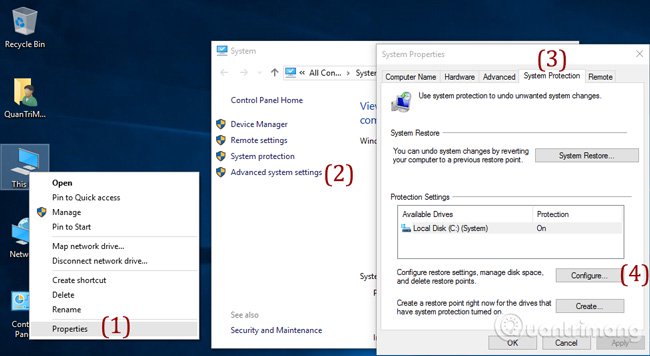 Recycle Bin
QuanTriM...
This
Netwo
Cont
Pan
Open
Pin to Quick access
Manage
Pin to Start
Map network drive...
Disconnect network drive...
Create shortcut
Delete
Rename
Properties
(1)
System
« All Con... › System
Control Panel Home
Device Manager
Remote settings
System protection
Advanced system settings
(2)
View
com
Wind
Syste
P
See also
Security and Maintenance
System Properties
(3)
Computer Name
Hardware
Advanced
System Protection
Remote
Use system protection to undo unwanted system changes.
System Restore
You can undo system changes by reverting
your computer to a previous restore point.
System Restore...
Protection Settings
Available Drives
Protection
Local Disk (C:) (System)
On
Configure restore settings, manage disk space,
and delete restore points.
Configure...
(4)
Create a restore point right now for the drives that
have system protection turned on.
Create...
OK
Cancel
Apply
Quantrimang